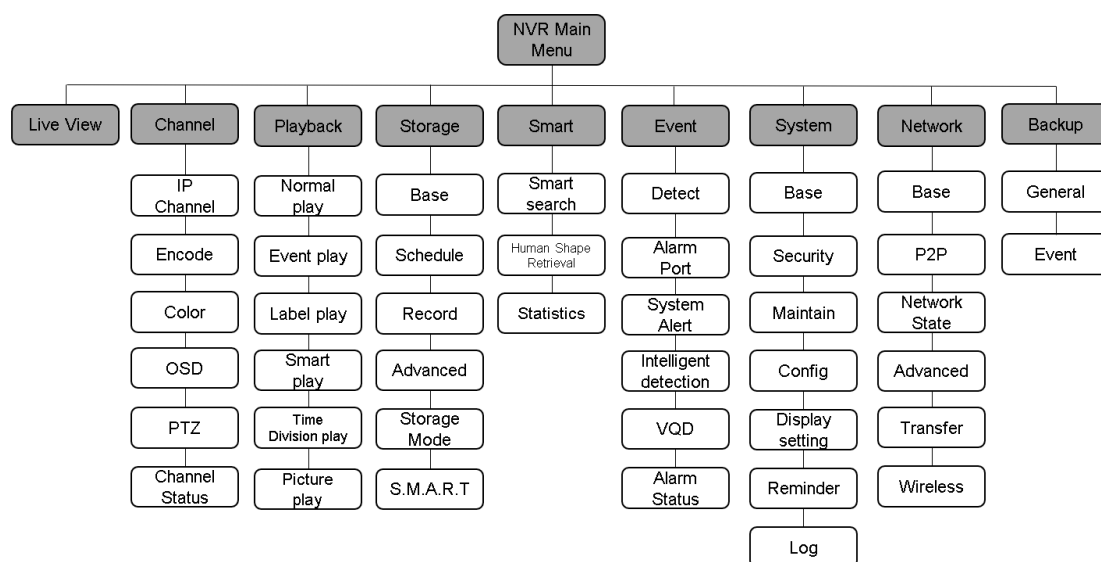 NVR Main
Menu
Live View
Channel
Playback
Storage
Smart
Event
System
Network
Backup
IP
Channel
Encode
Color
OSD
PTZ
Channel
Status
Normal
play
Event play
Label play
Smart
play
Time
Division play
Picture
play
Base
Schedule
Record
Advanced
Storage
Mode
S.M.A.R.T
Smart
search
Human Shape
Retrieval
Statistics
Detect
Alarm
Port
System
Alert
Intelligent
detection
VQD
Alarm
Status
Base
Security
Maintain
Config
Display
setting
Reminder
Log
Base
P2P
Network
State
Advanced
Transfer
Wireless
General
Event